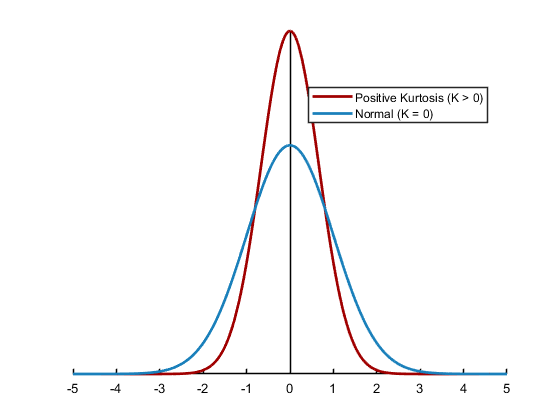 Positive Kurtosis (K > 0)
Normal (K = 0)
-5 -4 -3 -2 -1 0 1 2 3 4 5